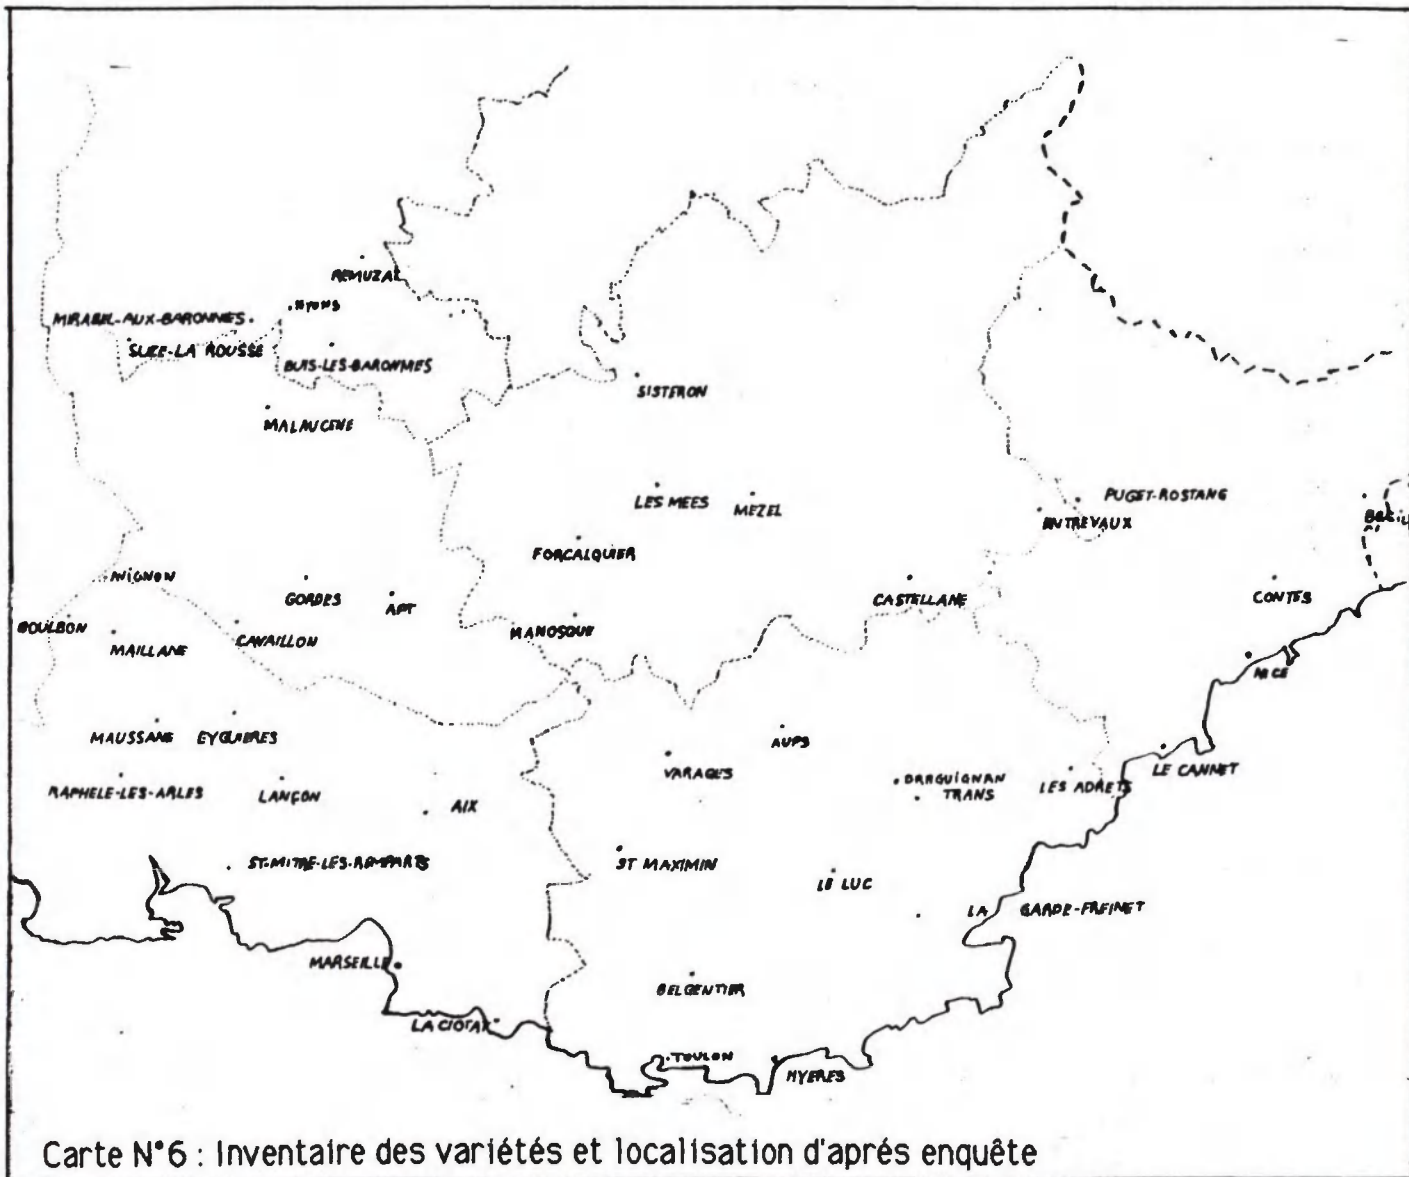 REMUZAT
NYONS
MIRABEL-AUX-BARONNIES
SUZE-LA ROUSSE
BUIS-LES-BARONNIES
SISTERON
MALAUCENE
LES MEES
MEZEL
PUGET-ROSTANG
ENTREVAUX
FORCALQUIER
AVIGNON
GORDES
APT
CASTELLANE
CONTES
BOULBON
MAILLANE
CAVAILLON
MANOSQUE
NICE
MAUSSANE
EYGUIERES
AUPS
LE CANNET
VARAGES
DRAGUIGNAN
TRANS
LES ADRETS
RAPHELE-LES-ARLES
LANÇON
AIX
ST-MITRE-LES-REMPARTS
ST MAXIMIN
LE LUC
LA GARDE-FREINET
MARSEILLE
BELGENTIER
LA CIOTAT
TOULON
HYERES
Carte N°6 : Inventaire des variétés et localisation d'aprés enquête